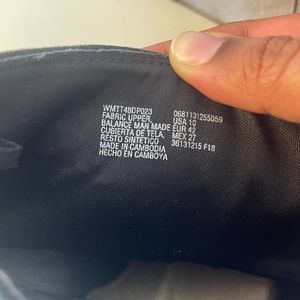 WMTT48DP023 0681131255059
FABRIC UPPER, USA 10
BALANCE MAN MADE EUR 42
CUBIERTA DE TELA, MEX 27
RESTO SINTETICO 36131215 F18
MADE IN CAMBODIA
HECHO EN CAMBOYA